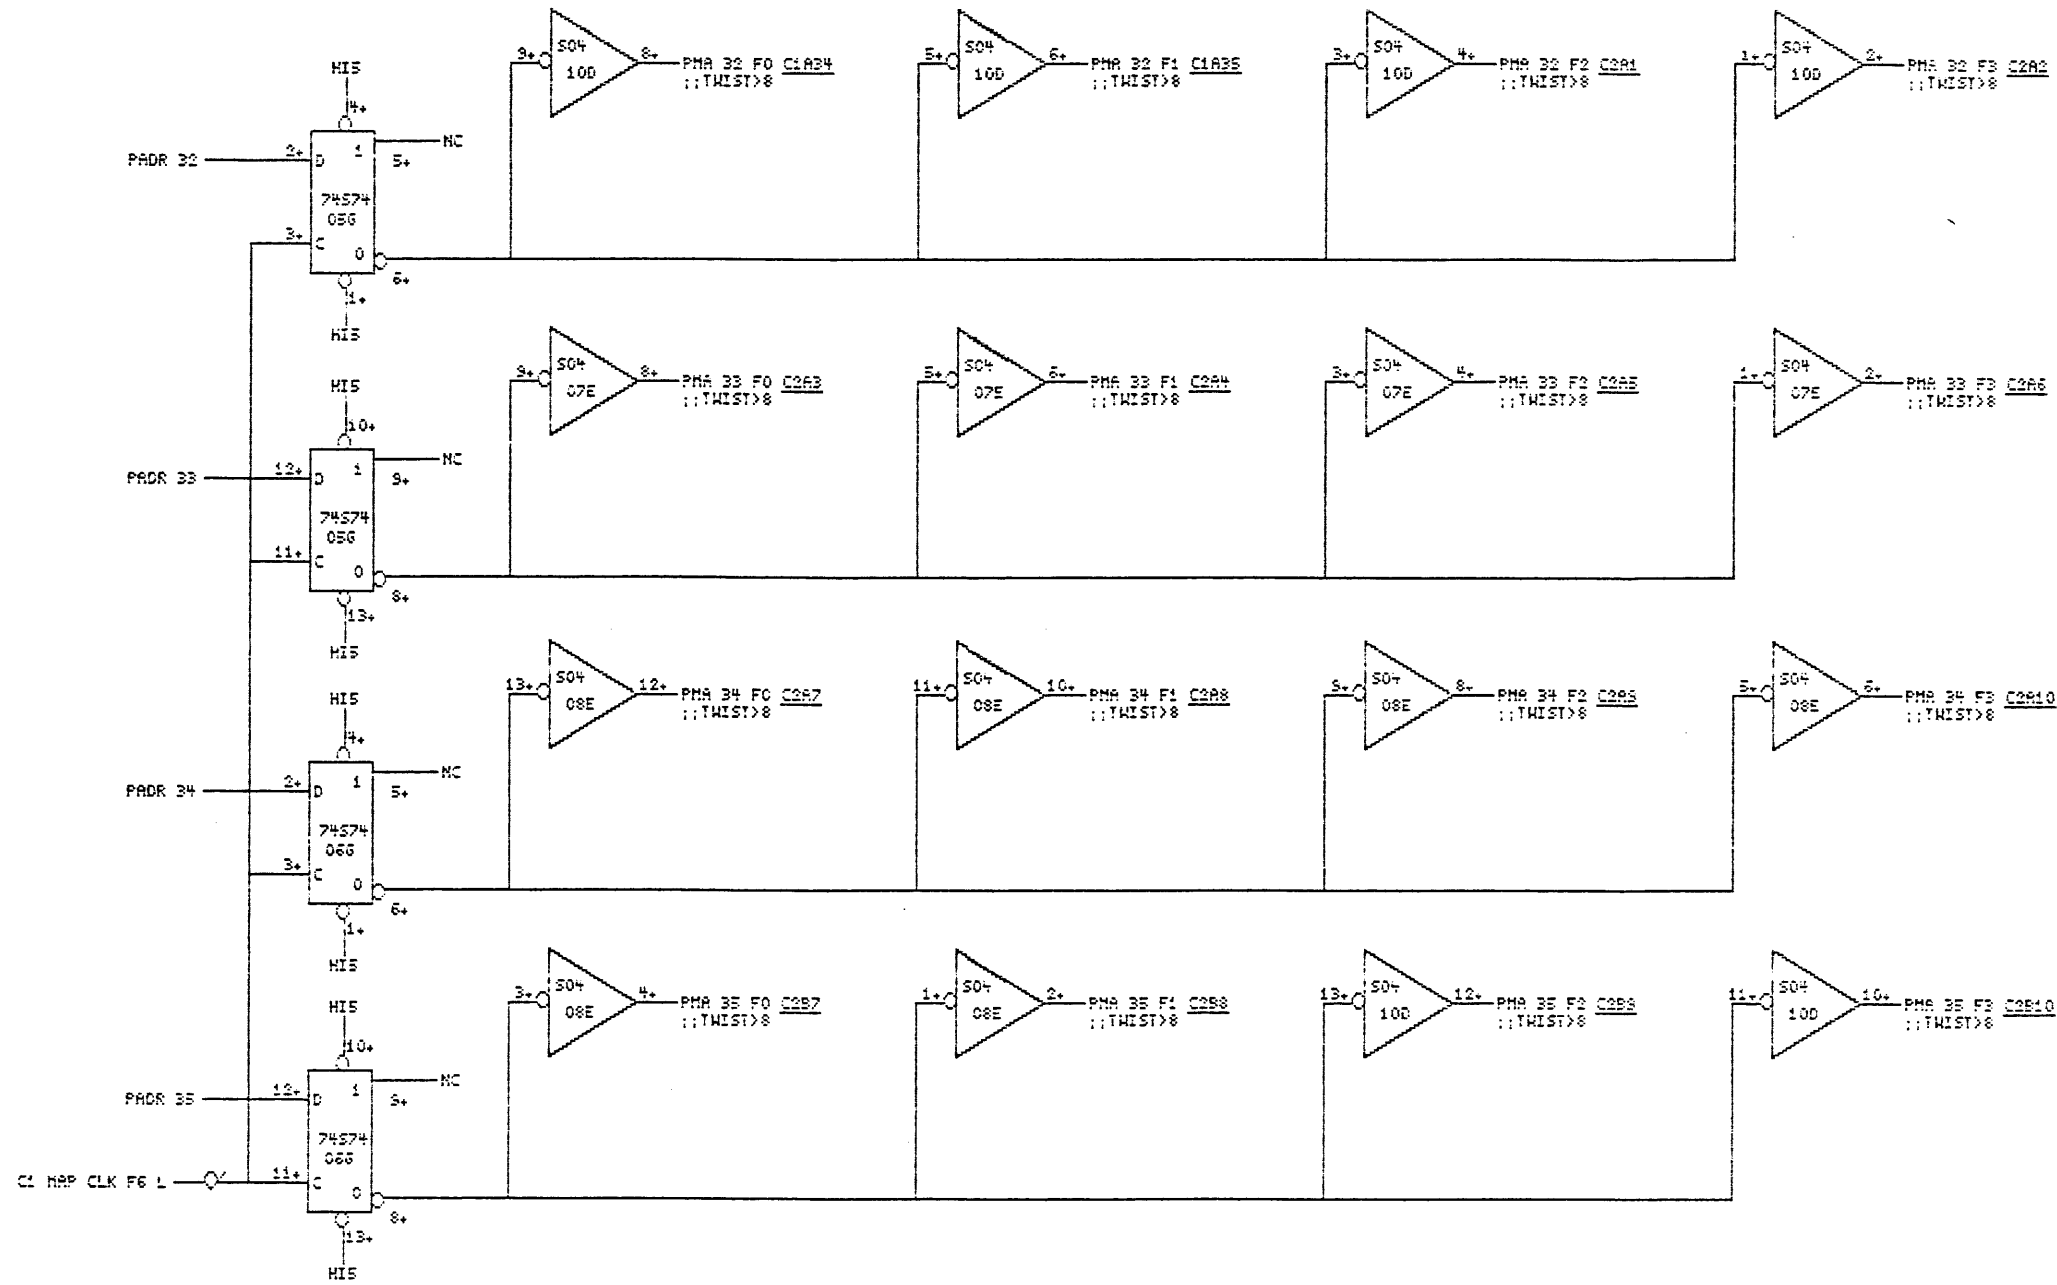 HI5
4+
PADR 32
2+
D
1
NC
5+
74S74
05G
3+
C
0
6+
1+
HI5
9+
S04
10D
8+
PMA 32 F0 C1A34
;;TWIST>8
5+
S04
10D
6+
PMA 32 F1 C1A35
;;TWIST>8
3+
S04
10D
4+
PMA 32 F2 C2A1
;;TWIST>8
1+
S04
10D
2+
PMA 32 F3 C2A2
;;TWIST>8
HI5
10+
PADR 33
12+
D
1
NC
9+
74S74
05G
11+
C
0
8+
13+
HI5
9+
S04
07E
8+
PMA 33 F0 C2A3
;;TWIST>8
5+
S04
07E
6+
PMA 33 F1 C2A4
;;TWIST>8
3+
S04
07E
4+
PMA 33 F2 C2A5
;;TWIST>8
1+
S04
07E
2+
PMA 33 F3 C2A6
;;TWIST>8
HI5
4+
PADR 34
2+
D
1
NC
5+
74S74
06G
3+
C
0
6+
1+
HI5
13+
S04
08E
12+
PMA 34 F0 C2A7
;;TWIST>8
11+
S04
08E
10+
PMA 34 F1 C2A8
;;TWIST>8
9+
S04
08E
8+
PMA 34 F2 C2A9
;;TWIST>8
5+
S04
08E
6+
PMA 34 F3 C2A10
;;TWIST>8
HI5
10+
PADR 35
12+
D
1
NC
9+
74S74
06G
C1 MAP CLK F6 L
11+
C
0
8+
13+
HI5
3+
S04
08E
4+
PMA 35 F0 C2B7
;;TWIST>8
1+
S04
08E
2+
PMA 35 F1 C2B8
;;TWIST>8
13+
S04
10D
12+
PMA 35 F2 C2B9
;;TWIST>8
11+
S04
10D
10+
PMA 35 F3 C2B10
;;TWIST>8